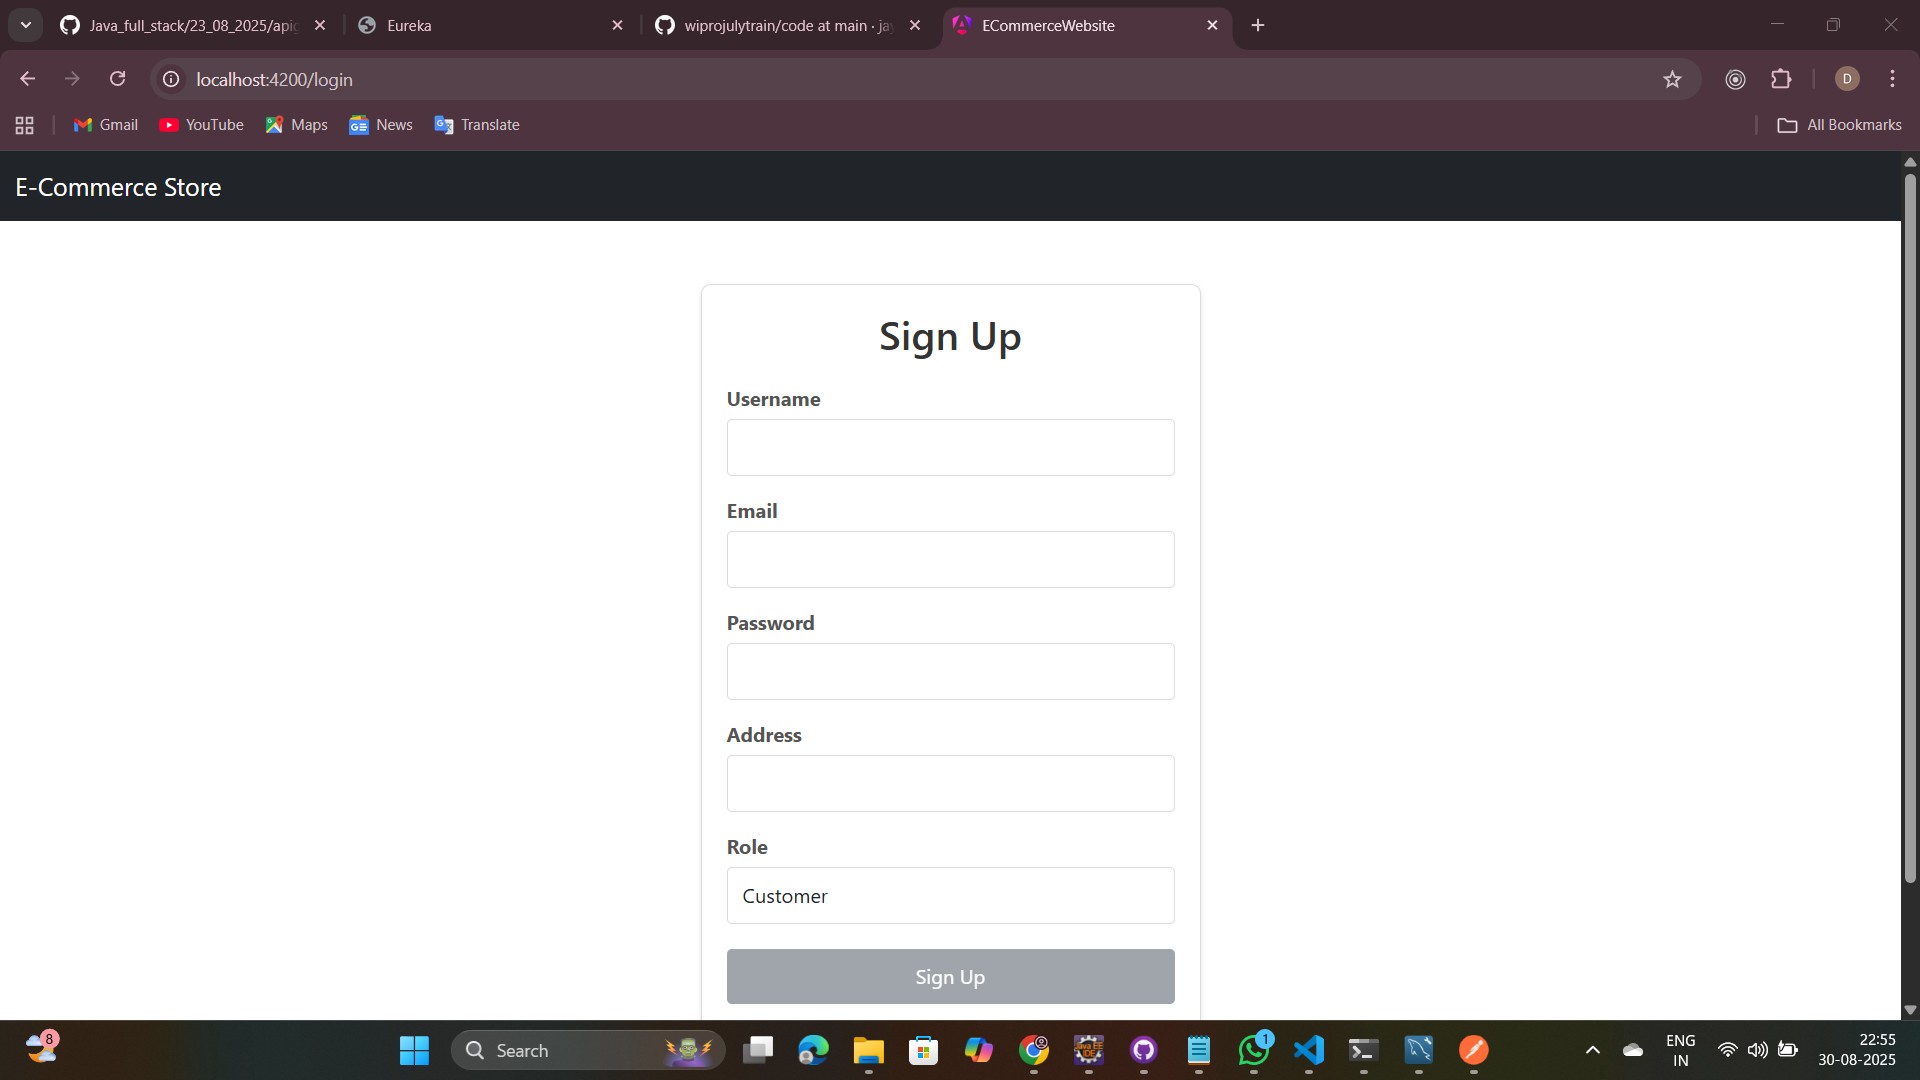 Java_full_stack/23_08_2025/apig
Eureka
wiprojulytrain/code at main · ja
ECommerceWebsite
localhost:4200/login
D
Gmail
YouTube
Maps
News
Translate
All Bookmarks
E-Commerce Store
Sign Up
Username
Email
Password
Address
Role
Customer
Sign Up
8
Search
1
ENG
IN
22:55
30-08-2025